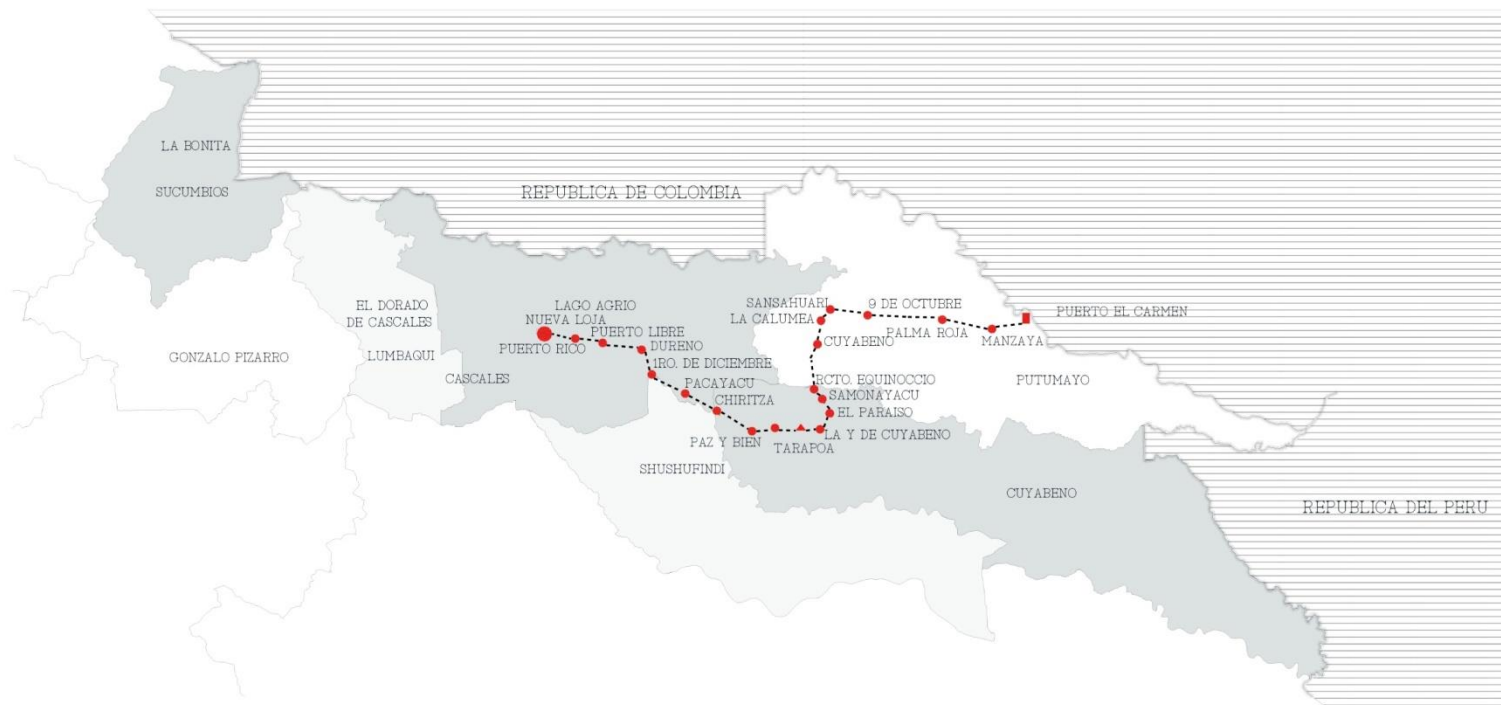 LA BONITA
SUCUMBIOS
REPUBLICA DE COLOMBIA
EL DORADO
DE CASCALES
LAGO AGRIO
NUEVA LOJA
PUERTO LIBRE
PUERTO RICO
DURENO
GONZALO PIZARRO
LUMBAQUI
CASCALES
1RO. DE DICIEMBRE
PACAYACU
CHIRITZA
PAZ Y BIEN
TARAPOA
SHUSHUFINDI
SANSAHUARI
LA CALUMEA
9 DE OCTUBRE
PALMA ROJA
PUERTO EL CARMEN
MANZAYA
CUYABENO
RCTO. EQUINOCCIO
PUTUMAYO
SAMONAYACU
EL PARAISO
LA Y DE CUYABENO
CUYABENO
REPUBLICA DEL PERU